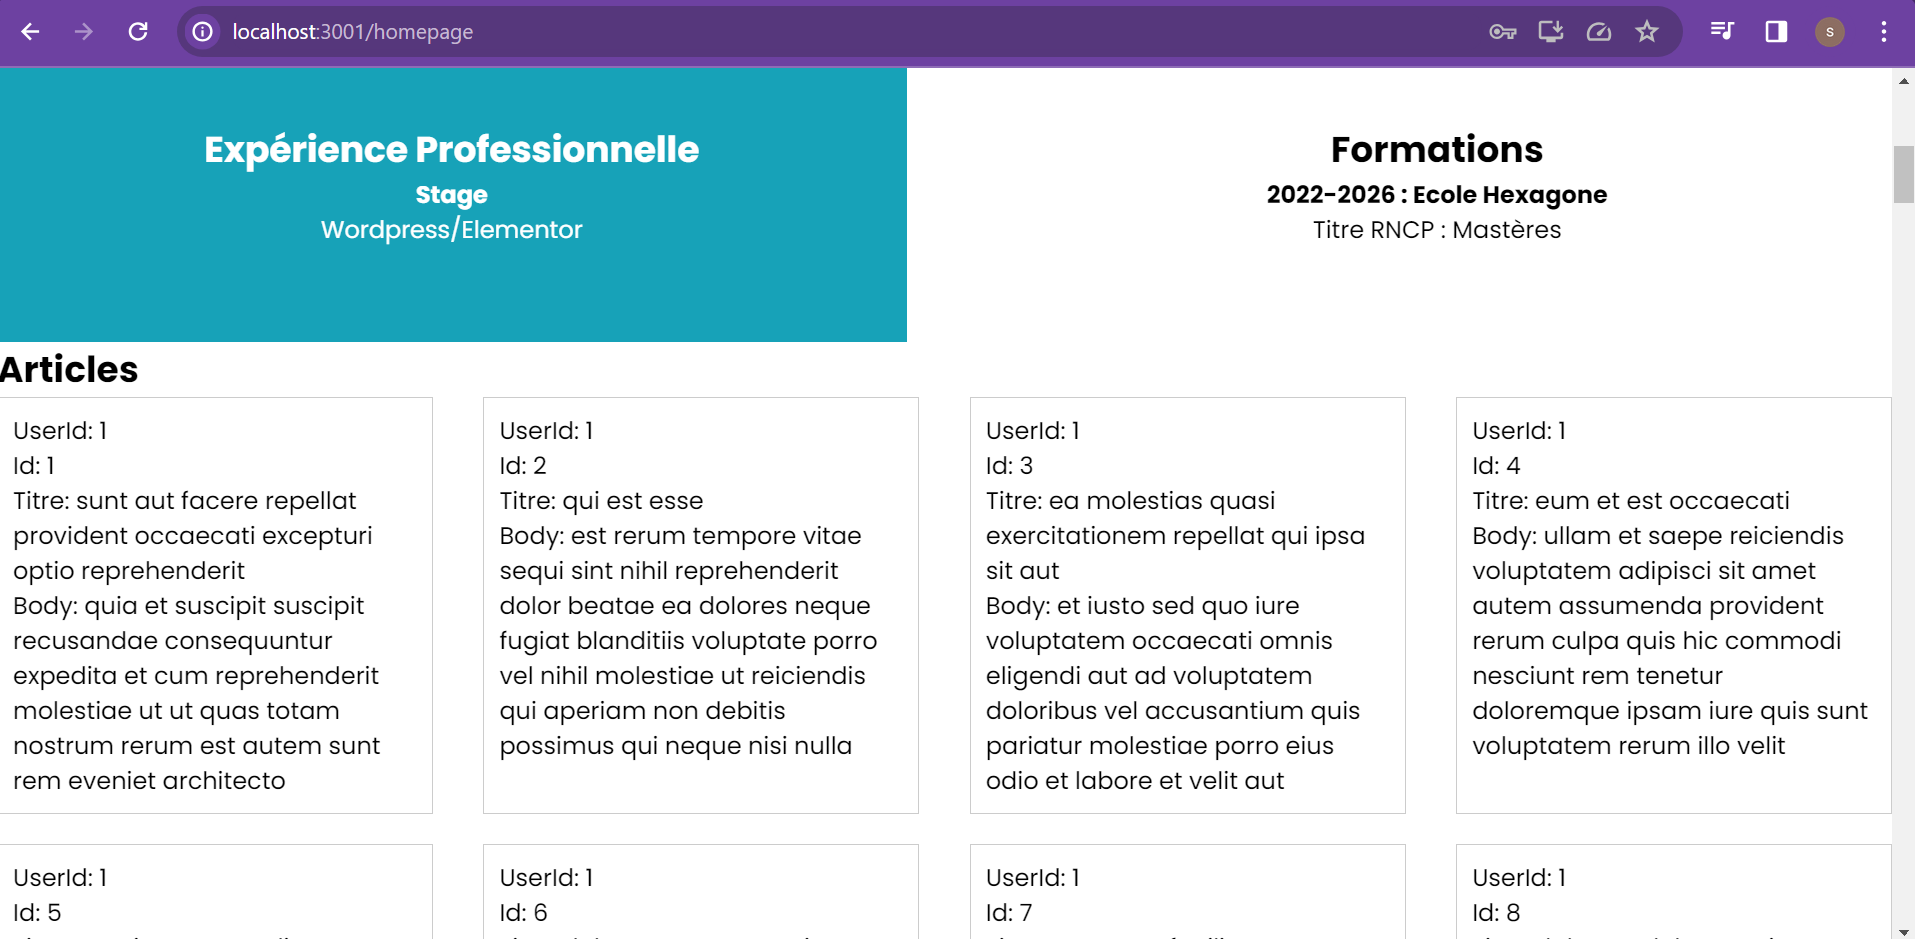 localhost:3001/homepage
s
Expérience Professionnelle
Stage
Wordpress/Elementor
Formations
2022-2026 : Ecole Hexagone
Titre RNCP : Mastères
Articles
UserId: 1
Id: 1
Titre: sunt aut facere repellat
provident occaecati excepturi
optio reprehenderit
Body: quia et suscipit suscipit
recusandae consequuntur
expedita et cum reprehenderit
molestiae ut ut quas totam
nostrum rerum est autem sunt
rem eveniet architecto
UserId: 1
Id: 2
Titre: qui est esse
Body: est rerum tempore vitae
sequi sint nihil reprehenderit
dolor beatae ea dolores neque
fugiat blanditiis voluptate porro
vel nihil molestiae ut reiciendis
qui aperiam non debitis
possimus qui neque nisi nulla
UserId: 1
Id: 3
Titre: ea molestias quasi
exercitationem repellat qui ipsa
sit aut
Body: et iusto sed quo iure
voluptatem occaecati omnis
eligendi aut ad voluptatem
doloribus vel accusantium quis
pariatur molestiae porro eius
odio et labore et velit aut
UserId: 1
Id: 4
Titre: eum et est occaecati
Body: ullam et saepe reiciendis
voluptatem adipisci sit amet
autem assumenda provident
rerum culpa quis hic commodi
nesciunt rem tenetur
doloremque ipsam iure quis sunt
voluptatem rerum illo velit
UserId: 1
Id: 5
UserId: 1
Id: 6
UserId: 1
Id: 7
UserId: 1
Id: 8